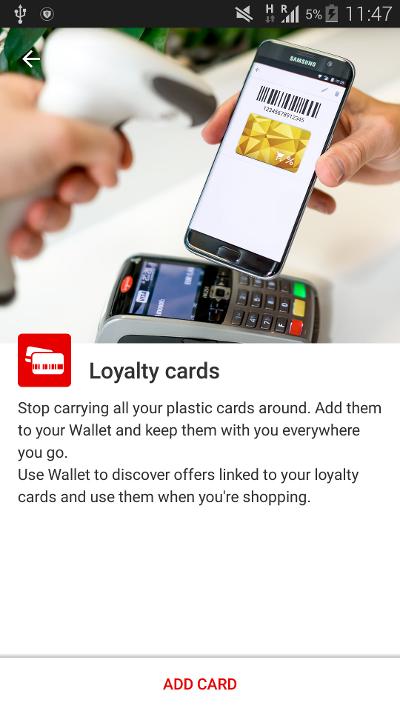 H R 5% 11:47
SAMSUNG
12345678912345
Loyalty cards
Stop carrying all your plastic cards around. Add them
to your Wallet and keep them with you everywhere
you go.
Use Wallet to discover offers linked to your loyalty
cards and use them when you're shopping.
ADD CARD